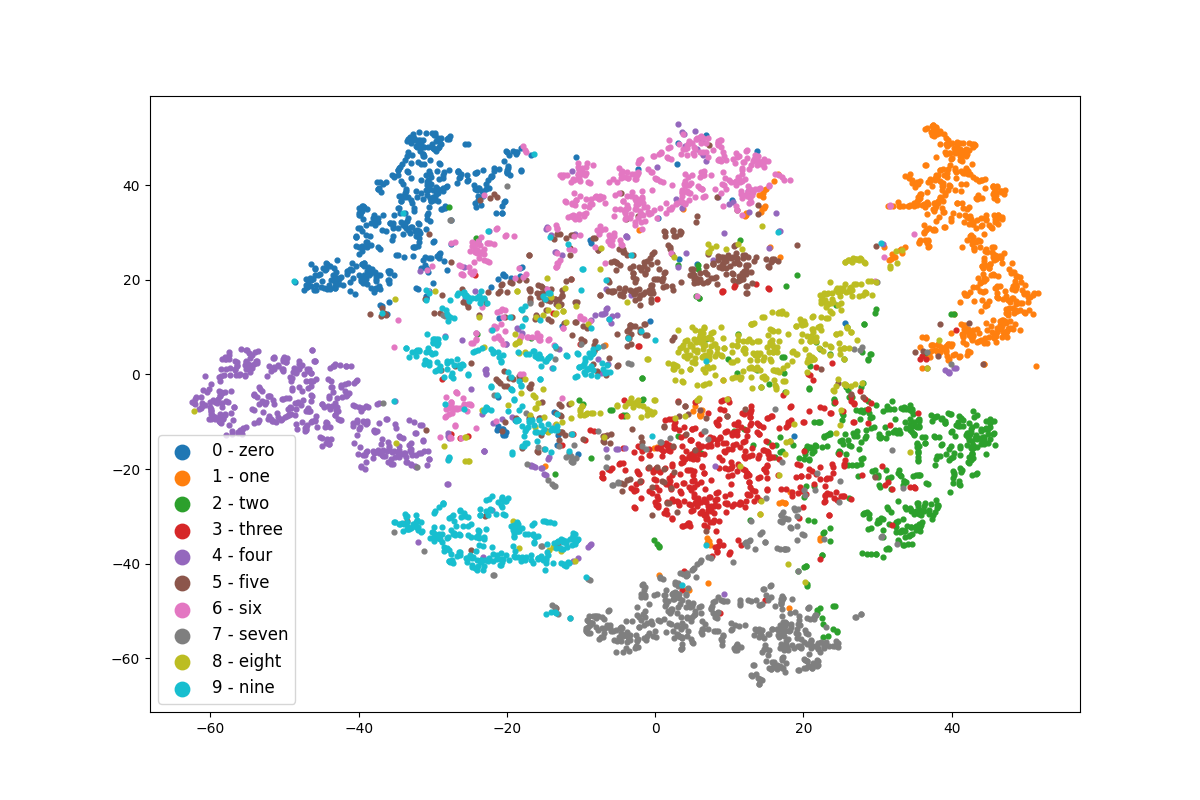 40
20
0
−20
−40
−60
−60
−40
−20
0
20
40
0 - zero
1 - one
2 - two
3 - three
4 - four
5 - five
6 - six
7 - seven
8 - eight
9 - nine